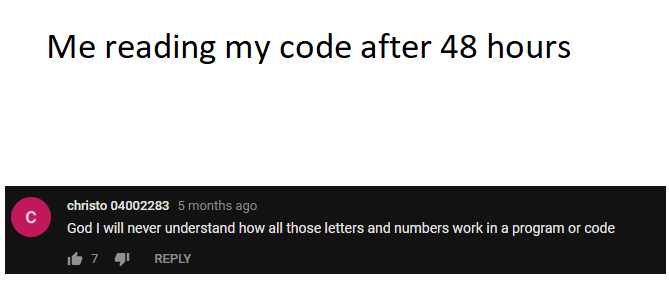 Me reading my code after 48 hours
C
christo 04002283 5 months ago
God I will never understand how all those letters and numbers work in a program or code
7 REPLY